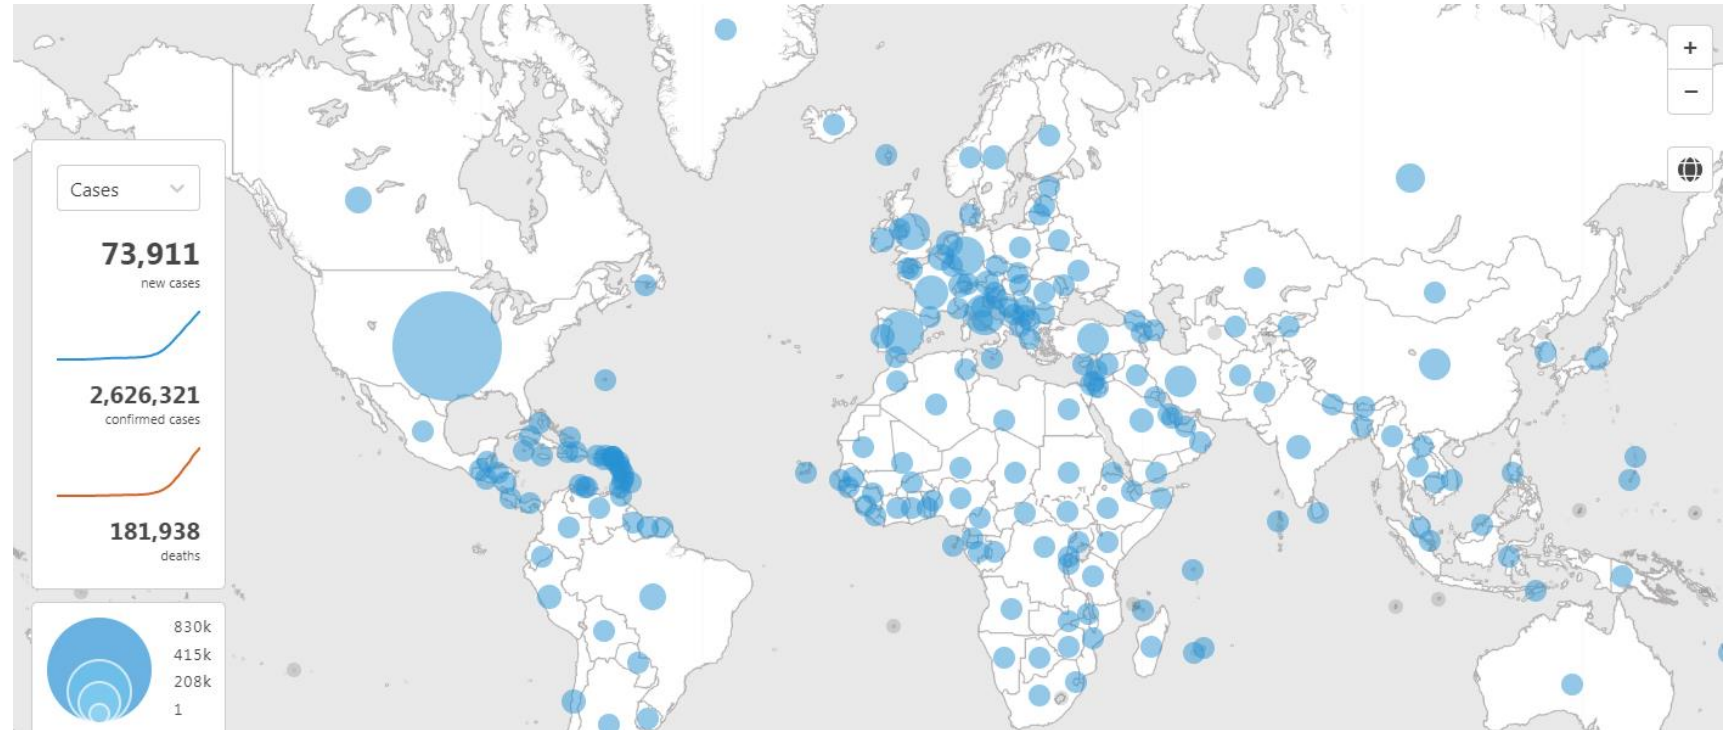 Cases
73,911
new cases
2,626,321
confirmed cases
181,938
deaths
830k
415k
208k
1
+
−